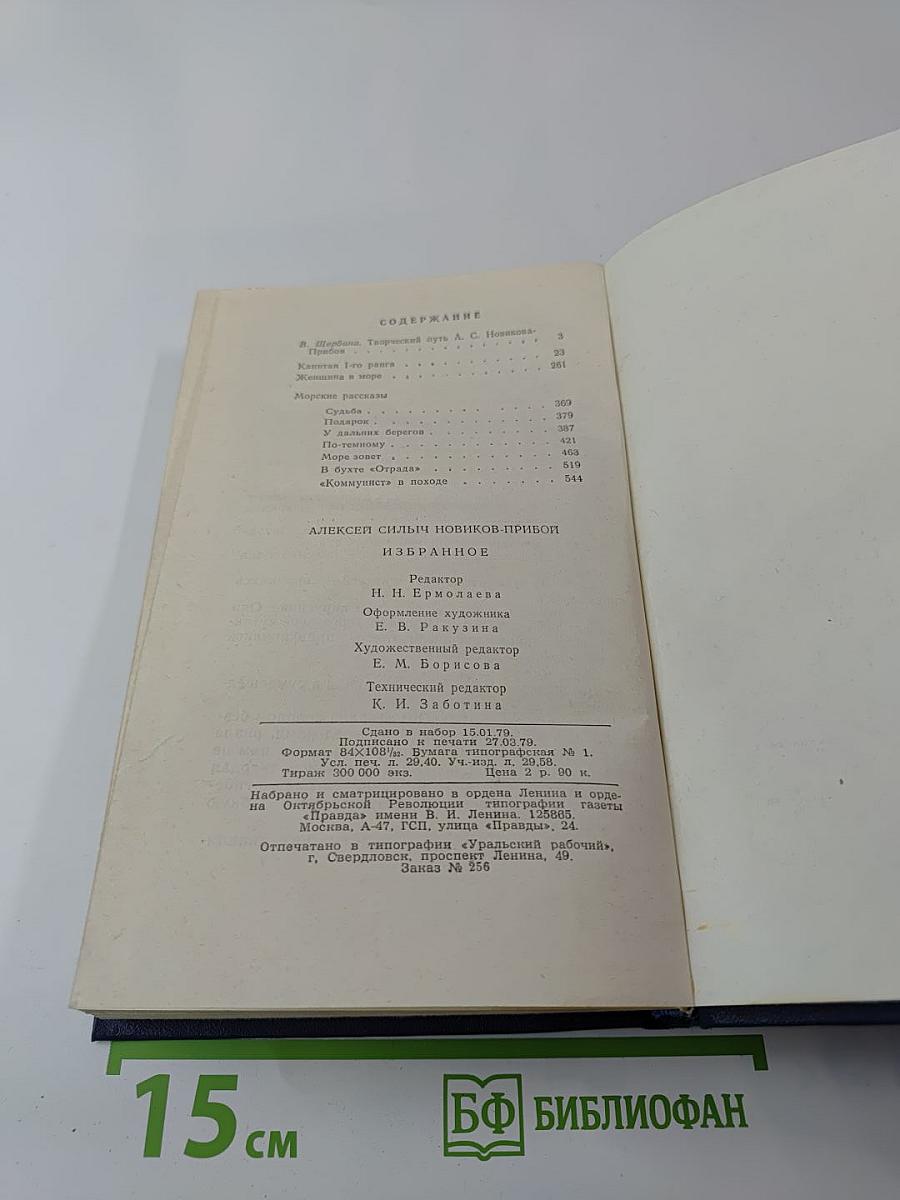 СОДЕРЖАНИЕ
В. Щербина. Творческий путь А. С. Новикова-
Прибоя . . . . . . . . . . . . . . 3
Капитан 1-го ранга . . . . . . . . . . 23
Женщина в море . . . . . . . . . . . 261
Морские рассказы
Судьба . . . . . . . . . . . . . 369
Подарок . . . . . . . . . . . . . 379
У дальних берегов . . . . . . . . . . 387
По-темному . . . . . . . . . . . . 421
Море зовет . . . . . . . . . . . . 463
В бухте «Отрада» . . . . . . . . . . 519
«Коммунист» в походе . . . . . . . 544
АЛЕКСЕЙ СИЛЫЧ НОВИКОВ-ПРИБОЙ
ИЗБРАННОЕ
Редактор
Н. Н. Ермолаева
Оформление художника
Е. В. Ракузина
Художественный редактор
Е. М. Борисова
Технический редактор
К. И. Заботина
Сдано в набор 15.01.79.
Подписано к печати 27.03.79.
Формат 84×108¹/₃₂. Бумага типографская № 1.
Усл. печ. л. 29,40. Уч.-изд. л. 29,58.
Тираж 300 000 экз. Цена 2 р. 90 к.
Набрано и сматрицировано в ордена Ленина и орде-
на Октябрьской Революции типографии газеты
«Правда» имени В. И. Ленина. 125865.
Москва, А-47, ГСП, улица «Правды», 24.
Отпечатано в типографии «Уральский рабочий»,
г. Свердловск, проспект Ленина, 49.
Заказ № 256
15 см
БФ БИБЛИОФАН